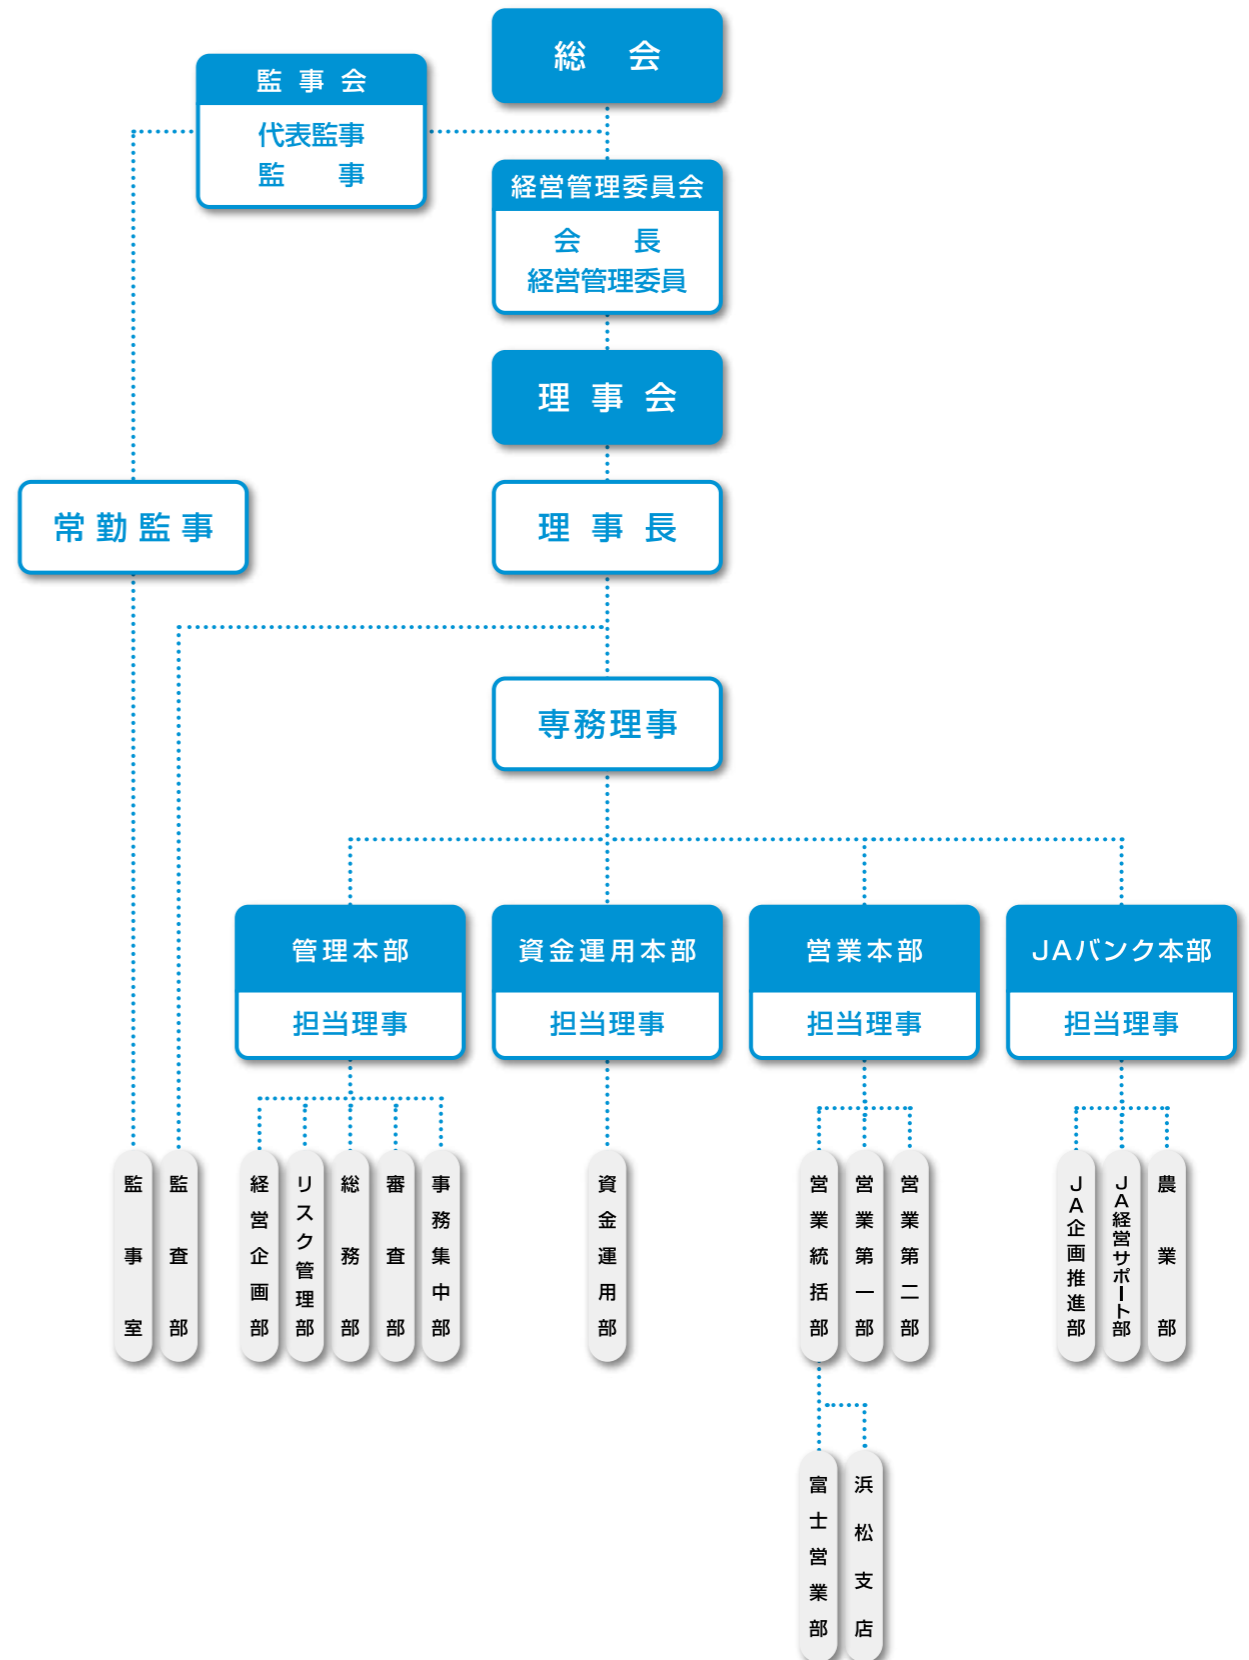 総会
監事会
代表監事
監事
経営管理委員会
会長
経営管理委員
理事会
常勤監事
理事長
専務理事
管理本部
担当理事
資金運用本部
担当理事
営業本部
担当理事
JAバンク本部
担当理事
監事室
監査部
経営企画部
リスク管理部
総務部
審査部
事務集中部
資金運用部
営業統括部
営業第一部
営業第二部
JA企画推進部
JA経営サポート部
農業部
富士営業部
浜松支店